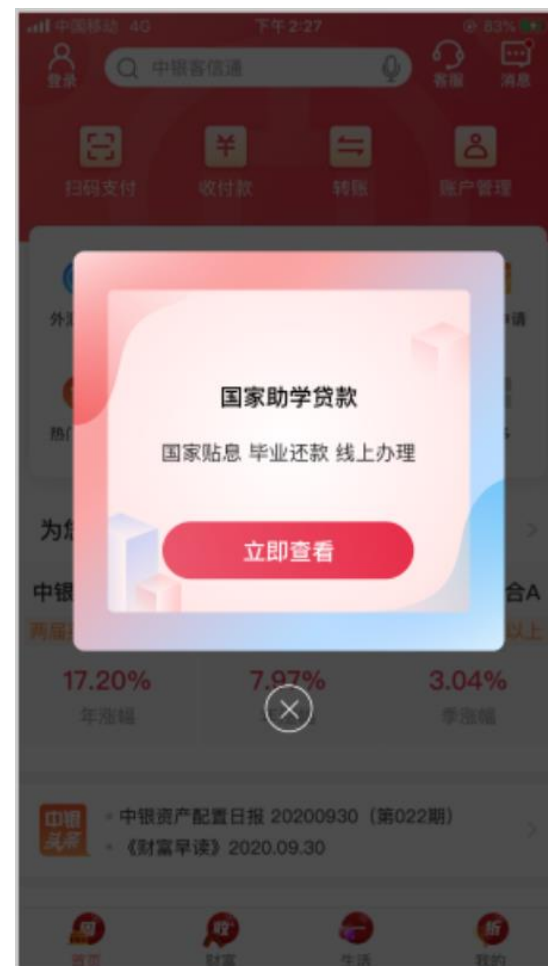 中国移动 4G 下午2:27 83%
中银客信通
登录 客服 消息
扫码支付 收付款 转账 账户管理
国家助学贷款
国家贴息 毕业还款 线上办理
立即查看
为您
中银 合A
两届 以上
17.20% 7.97% 3.04%
年涨幅 季涨幅
中银资产配置日报 20200930（第022期）
中银
头条
《财富早读》2020.09.30
首页 财富 生活 我的